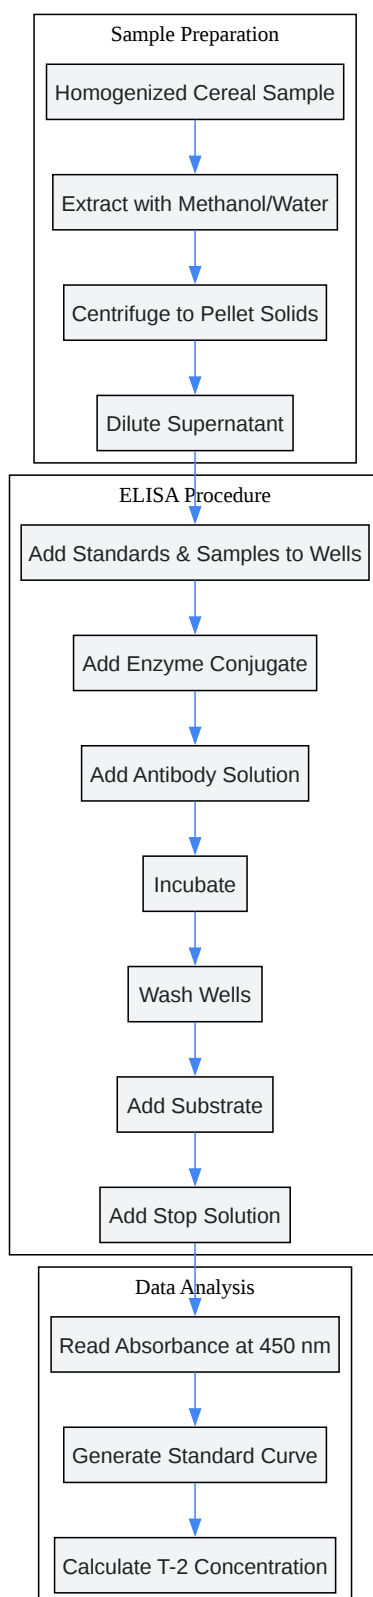 Sample Preparation
Homogenized Cereal Sample
Extract with Methanol/Water
Centrifuge to Pellet Solids
Dilute Supernatant
ELISA Procedure
Add Standards & Samples to Wells
Add Enzyme Conjugate
Add Antibody Solution
Incubate
Wash Wells
Add Substrate
Add Stop Solution
Data Analysis
Read Absorbance at 450 nm
Generate Standard Curve
Calculate T-2 Concentration